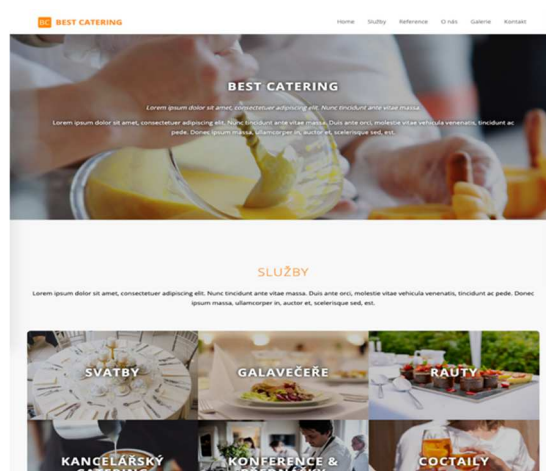 BC BEST CATERING
Home Služby Reference O nás Galerie Kontakt
BEST CATERING
Lorem ipsum dolor sit amet, consectetuer adipiscing elit. Nunc tincidunt ante vitae massa.
Lorem ipsum dolor sit amet, consectetuer adipiscing elit. Nunc tincidunt ante vitae massa. Duis ante orci, molestie vitae vehicula venenatis, tincidunt ac
pede. Donec ipsum massa, ullamcorper in, auctor et, scelerisque sed, est.
SLUŽBY
Lorem ipsum dolor sit amet, consectetuer adipiscing elit. Nunc tincidunt ante vitae massa. Duis ante orci, molestie vitae vehicula venenatis, tincidunt ac pede. Donec
ipsum massa, ullamcorper in, auctor et, scelerisque sed, est.
SVATBY
GALAVEČEŘE
RAUTY
KANCELÁŘSKÝ
KONFERENCE &
COCTAILY